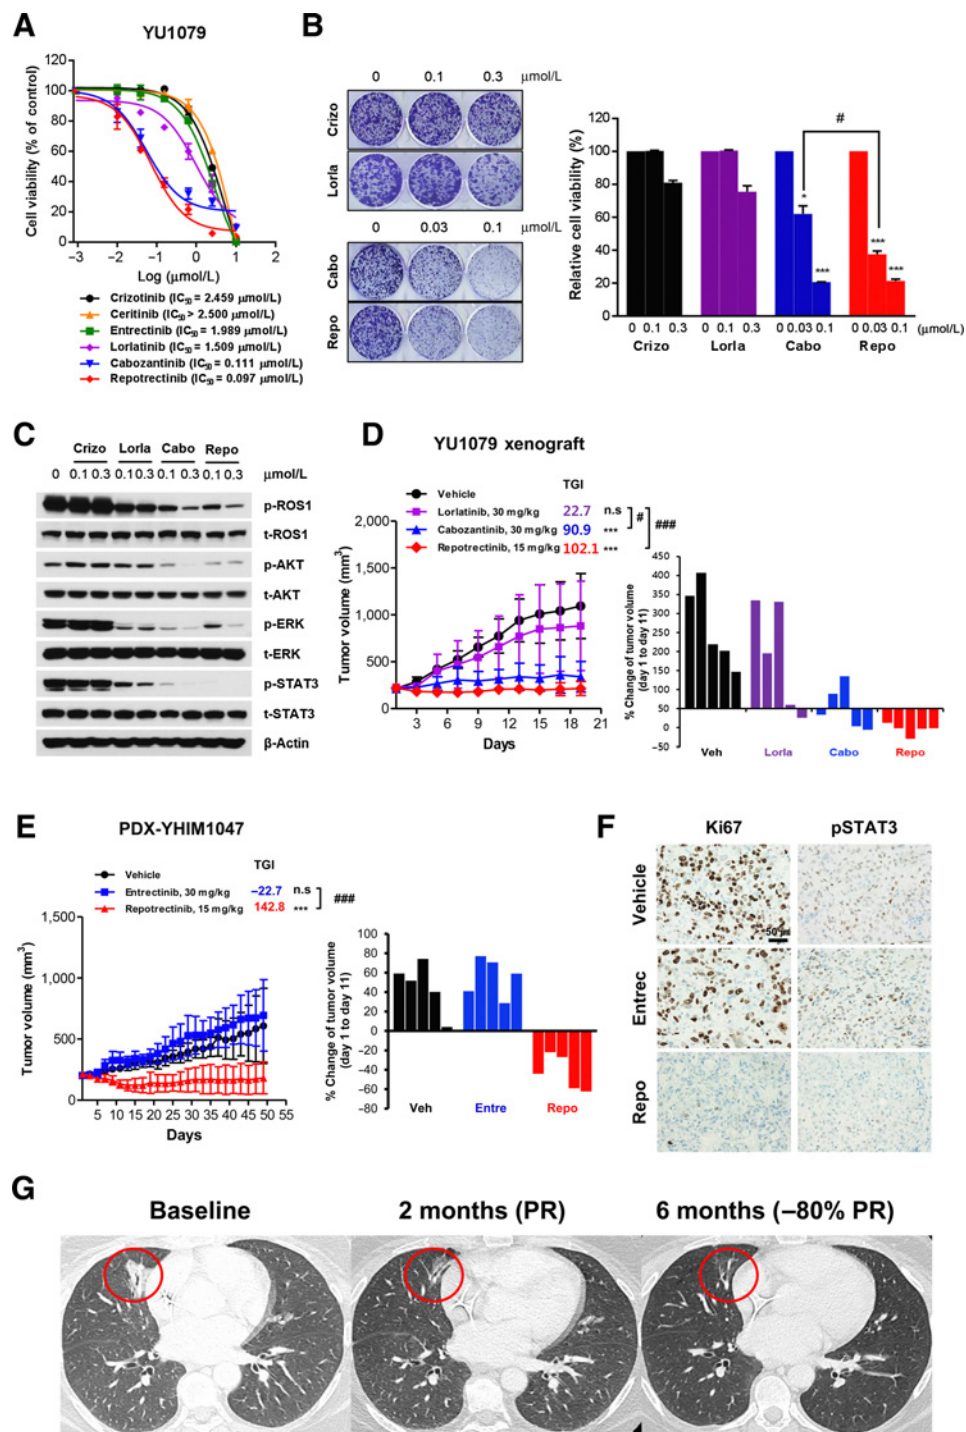 A
YU1079
Cell viability (% of control)
120
100
80
60
40
20
0
−3 −2 −1 0 1 2
Log (μmol/L)
Crizotinib (IC50 = 2.459 μmol/L)
Ceritinib (IC50 > 2.500 μmol/L)
Entrectinib (IC50 = 1.989 μmol/L)
Lorlatinib (IC50 = 1.509 μmol/L)
Cabozantinib (IC50 = 0.111 μmol/L)
Repotrectinib (IC50 = 0.097 μmol/L)
B
0 0.1 0.3 μmol/L
Crizo
Lorla
0 0.03 0.1
Cabo
Repo
Relative cell viability (%)
120
100
80
60
40
20
0
#
*
***
***
***
0 0.1 0.3 0 0.1 0.3 0 0.03 0.1 0 0.03 0.1 (μmol/L)
Crizo Lorla Cabo Repo
C
Crizo Lorla Cabo Repo
0 0.1 0.3 0.1 0.3 0.1 0.3 0.1 0.3 μmol/L
p-ROS1
t-ROS1
p-AKT
t-AKT
p-ERK
t-ERK
p-STAT3
t-STAT3
β-Actin
D
YU1079 xenograft
TGI
Vehicle
Lorlatinib, 30 mg/kg 22.7 n.s
Cabozantinib, 30 mg/kg 90.9 *** #
Repotrectinib, 15 mg/kg 102.1 *** ###
Tumor volume (mm3)
2,000
1,500
1,000
500
0
3 6 9 12 15 18 21
Days
% Change of tumor volume
(day 1 to day 11)
450
400
350
300
250
200
150
100
50
0
−50
Veh Lorla Cabo Repo
E
PDX-YHIM1047
TGI
Vehicle
Entrectinib, 30 mg/kg −22.7 n.s
Repotrectinib, 15 mg/kg 142.8 *** ###
Tumor volume (mm3)
1,500
1,000
500
0
5 10 15 20 25 30 35 40 45 50 55
Days
% Change of tumor volume
(day 1 to day 11)
100
80
60
40
20
0
−20
−40
−60
−80
Veh Entre Repo
F
Ki67 pSTAT3
Vehicle
Entrec
Repo
G
Baseline 2 months (PR) 6 months (−80% PR)